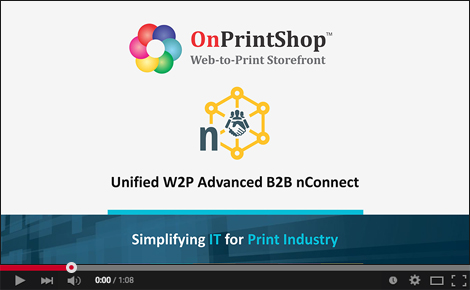 OnPrintShop™
Web-to-Print Storefront
n
Unified W2P Advanced B2B nConnect
Simplifying IT for Print Industry
0:00 / 1:08